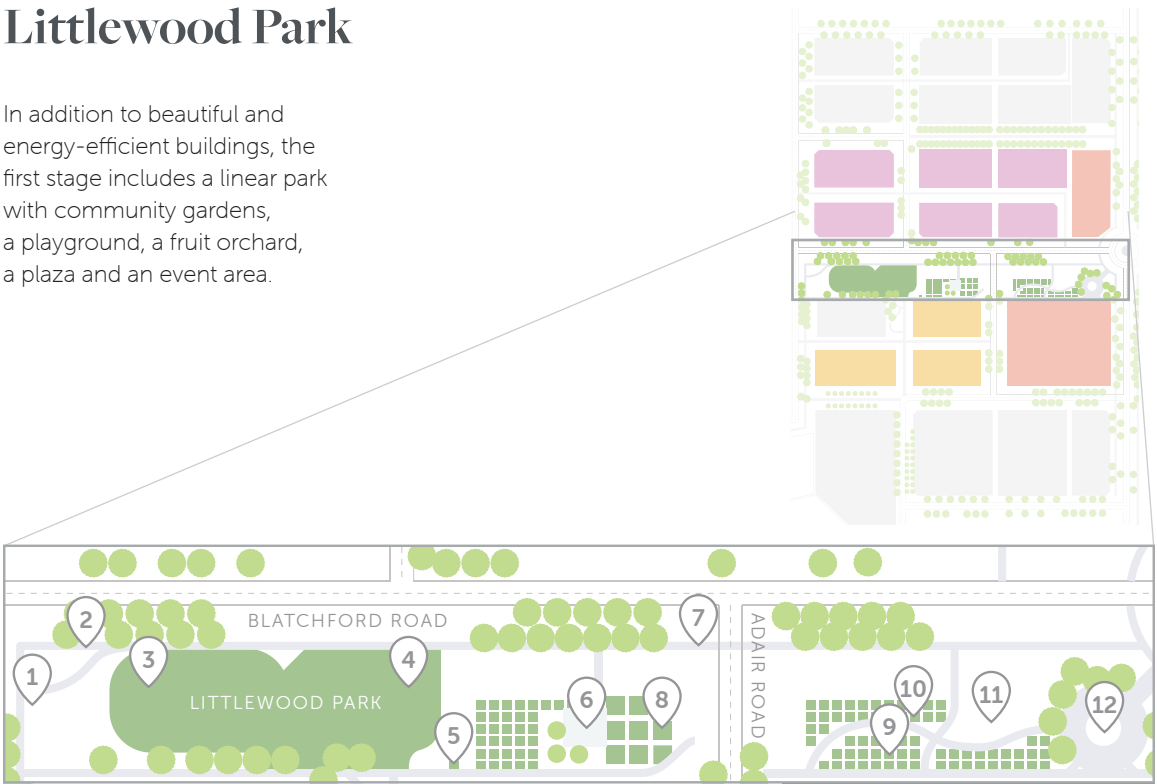 Littlewood Park
In addition to beautiful and
energy-efficient buildings, the
first stage includes a linear park
with community gardens,
a playground, a fruit orchard,
a plaza and an event area.
2
BLATCHFORD ROAD
7
ADAIR ROAD
1
3
4
LITTLEWOOD PARK
5
6
8
9
10
11
12